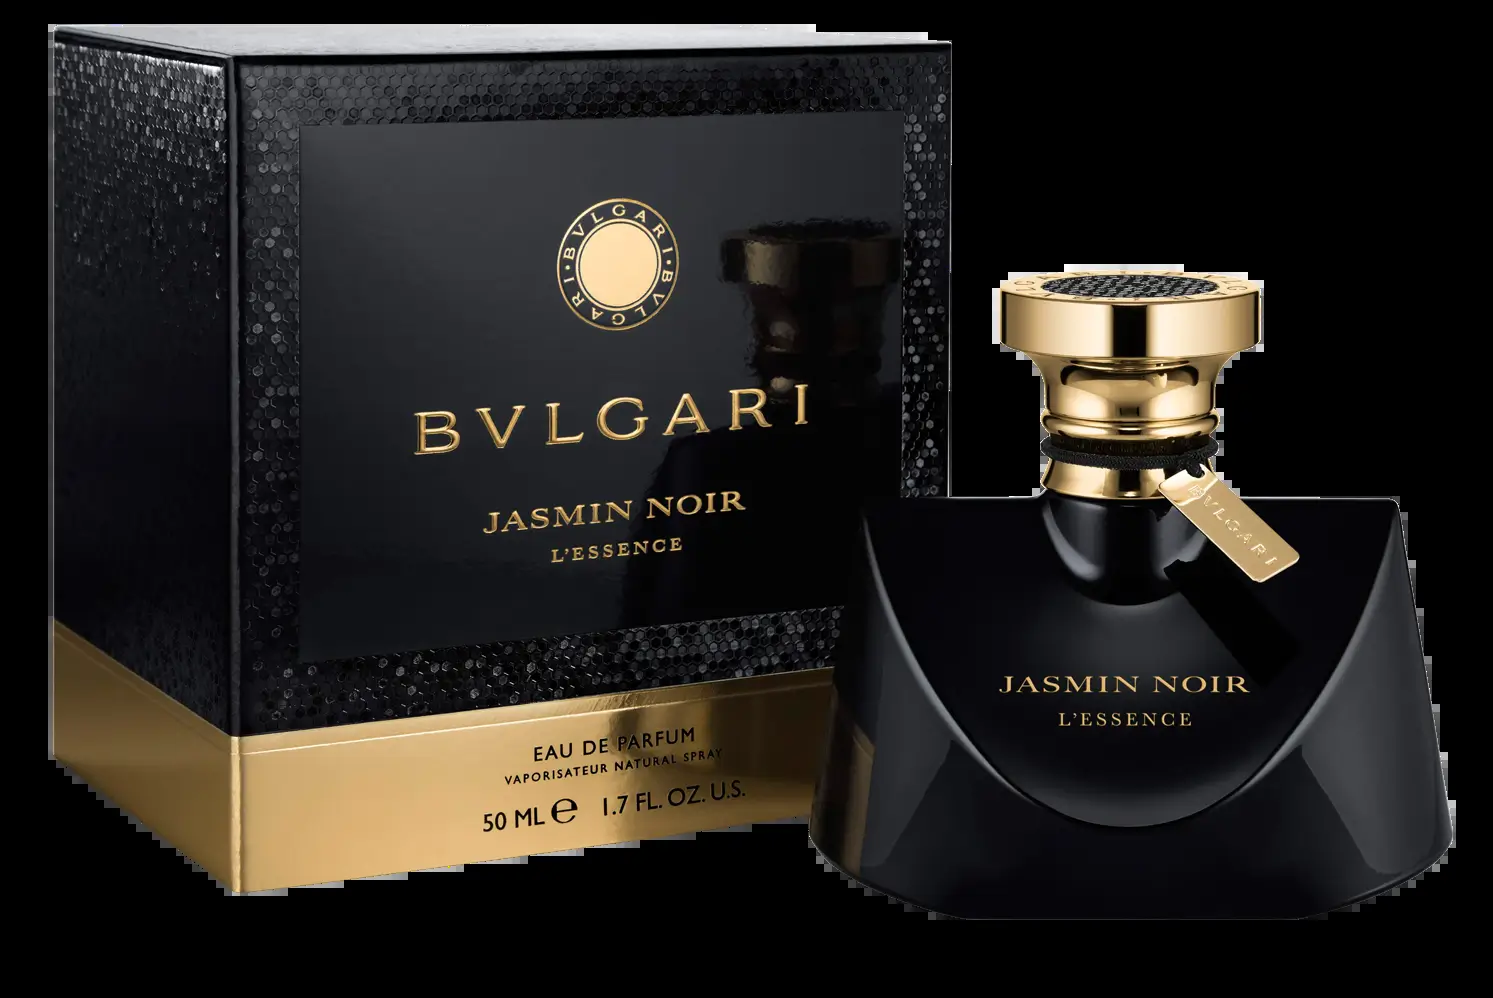 BVLGARI · BVLGARI ·
BVLGARI
JASMIN NOIR
L'ESSENCE
EAU DE PARFUM
VAPORISATEUR NATURAL SPRAY
50 ML ℮ 1.7 FL. OZ. U.S.
BVLGARI
JASMIN NOIR
L'ESSENCE